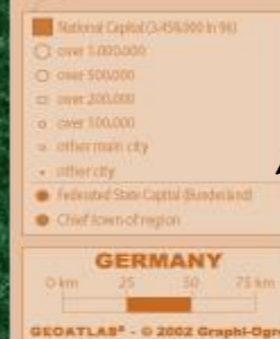 National Capital (3,459,000 in 96)
over 1,000,000
over 500,000
over 200,000
over 100,000
other main city
other city
Federated State Capital (Bundesland)
Chief town of region
GERMANY
0 km 25 50 75 km
GEOATLAS® - © 2002 Graphi-Ogre